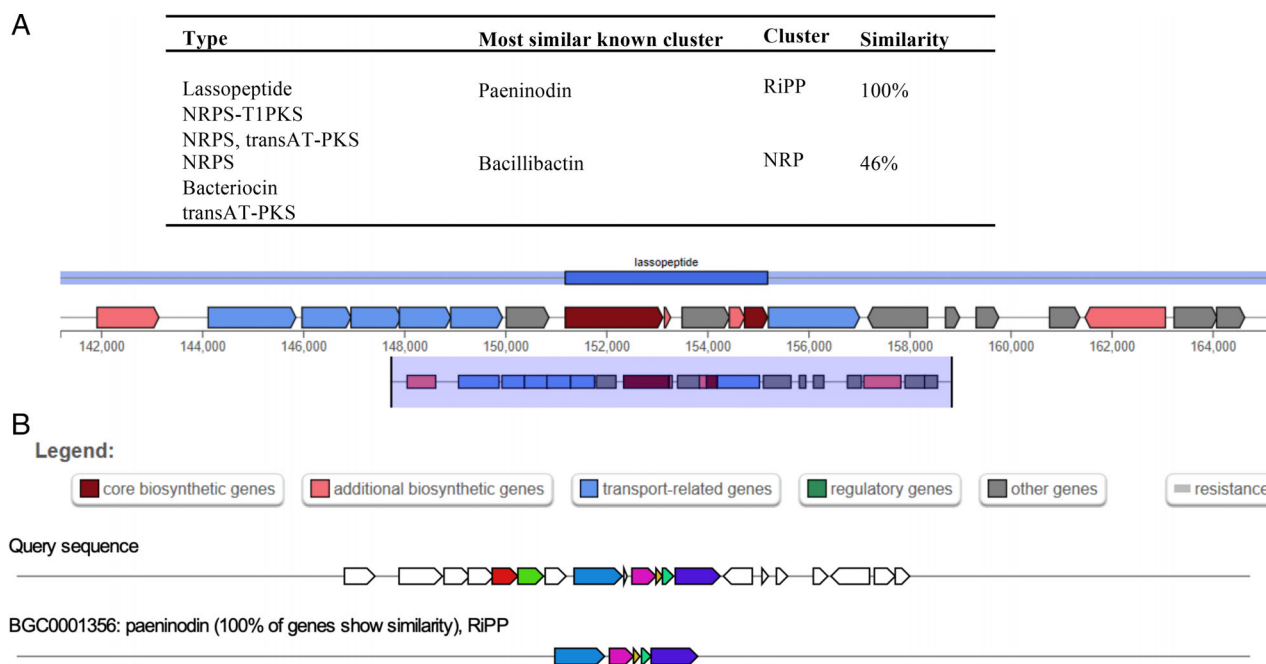 A
Type Most similar known cluster Cluster Similarity
Lassopeptide Paeninodin RiPP 100%
NRPS-T1PKS
NRPS, transAT-PKS
NRPS Bacillibactin NRP 46%
Bacteriocin
transAT-PKS
lassopeptide
142,000 144,000 146,000 148,000 150,000 152,000 154,000 156,000 158,000 160,000 162,000 164,000
B
Legend:
core biosynthetic genes additional biosynthetic genes transport-related genes regulatory genes other genes resistance
Query sequence
BGC0001356: paeninodin (100% of genes show similarity), RiPP